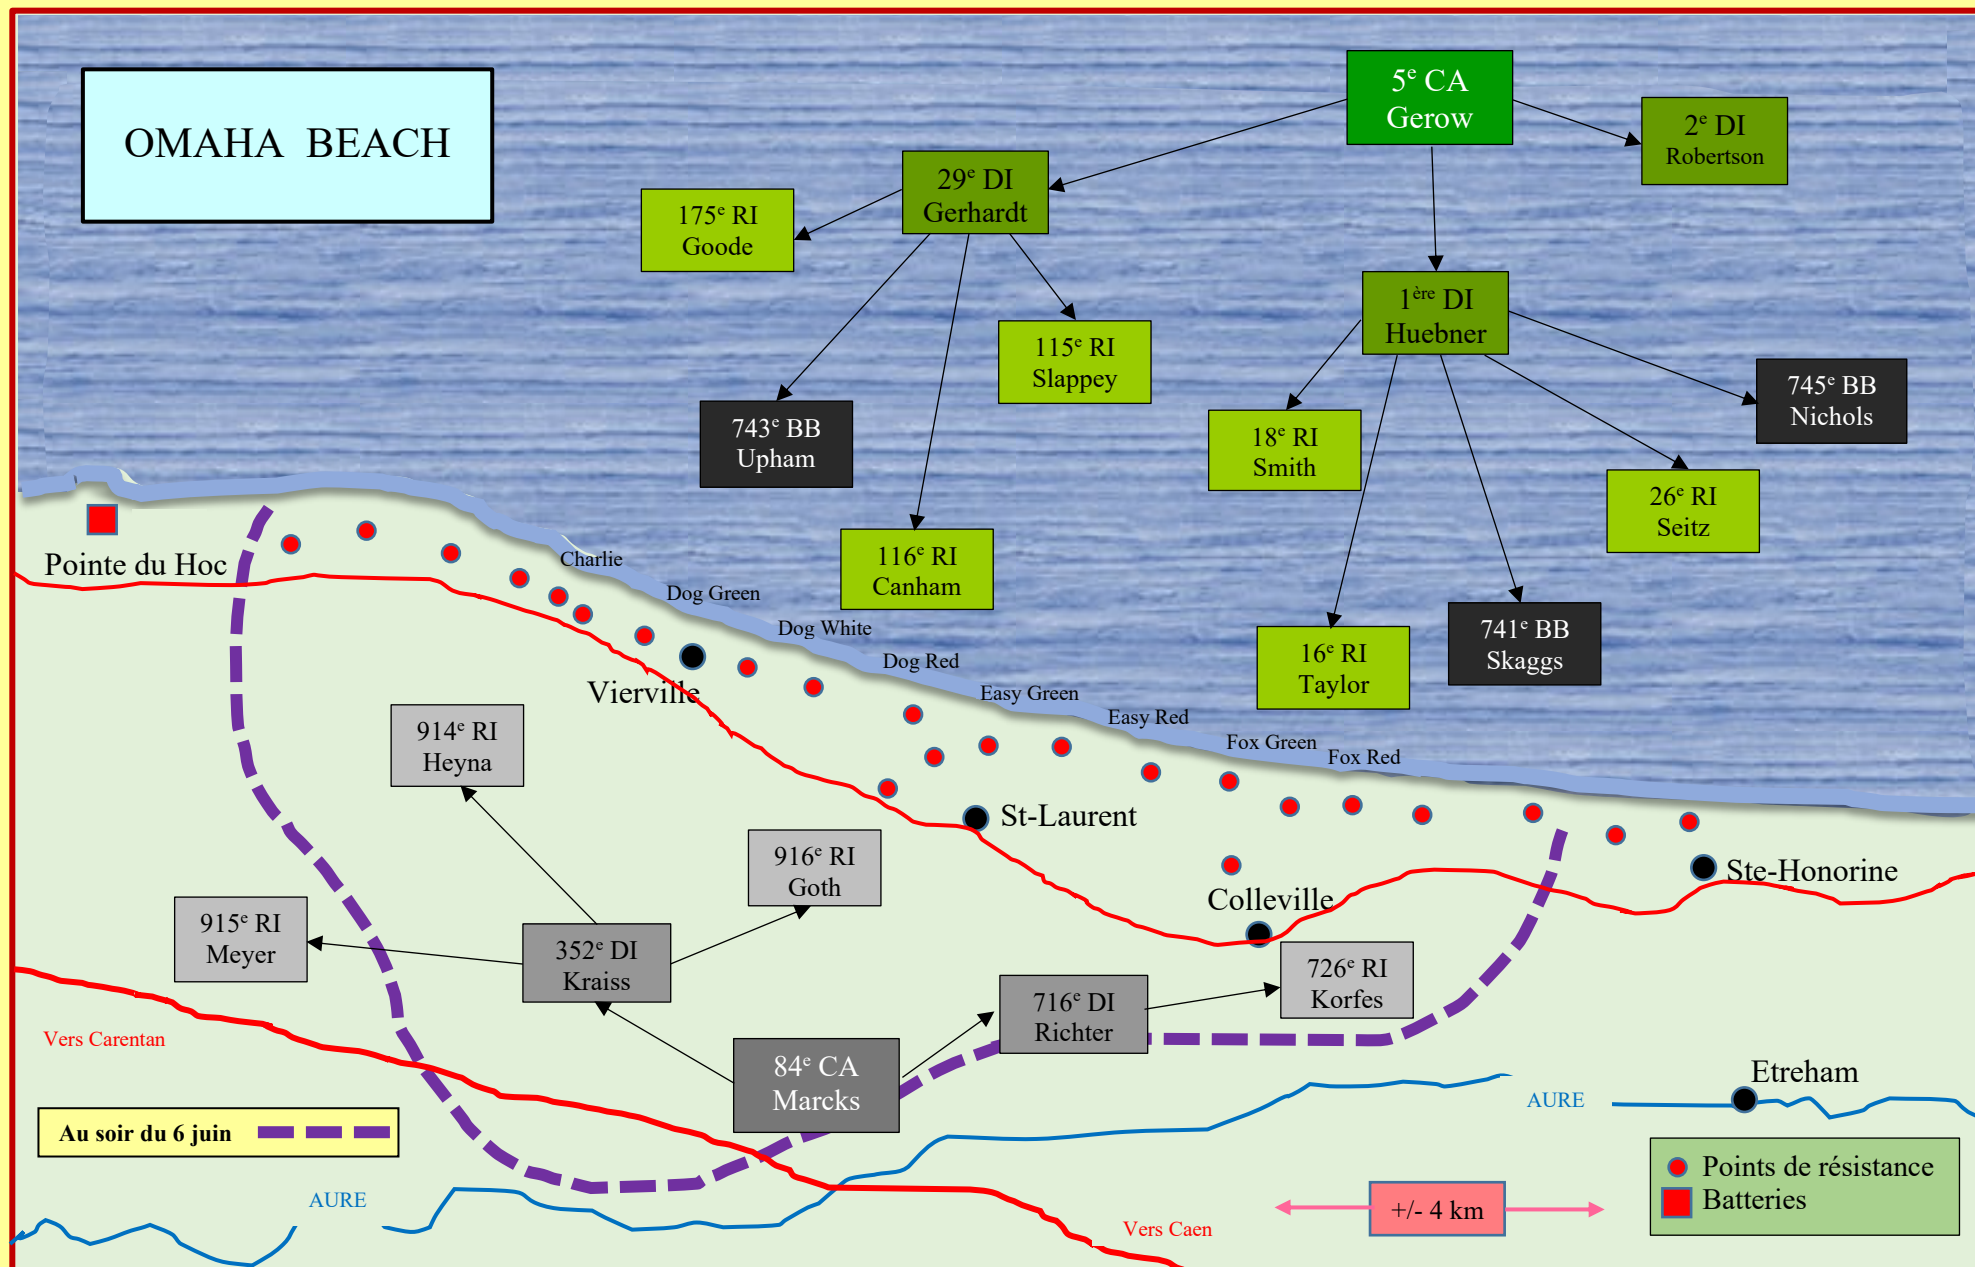 OMAHA BEACH
5e CA
Gerow
2e DI
Robertson
29e DI
Gerhardt
175e RI
Goode
1ère DI
Huebner
115e RI
Slappey
745e BB
Nichols
743e BB
Upham
18e RI
Smith
26e RI
Seitz
116e RI
Canham
16e RI
Taylor
741e BB
Skaggs
Pointe du Hoc
Charlie
Dog Green
Dog White
Dog Red
Easy Green
Easy Red
Fox Green
Fox Red
Vierville
St-Laurent
Colleville
Ste-Honorine
914e RI
Heyna
916e RI
Goth
915e RI
Meyer
352e DI
Kraiss
726e RI
Korfes
716e DI
Richter
84e CA
Marcks
Vers Carentan
Etreham
AURE
Au soir du 6 juin
AURE
Vers Caen
+/- 4 km
Points de résistance
Batteries